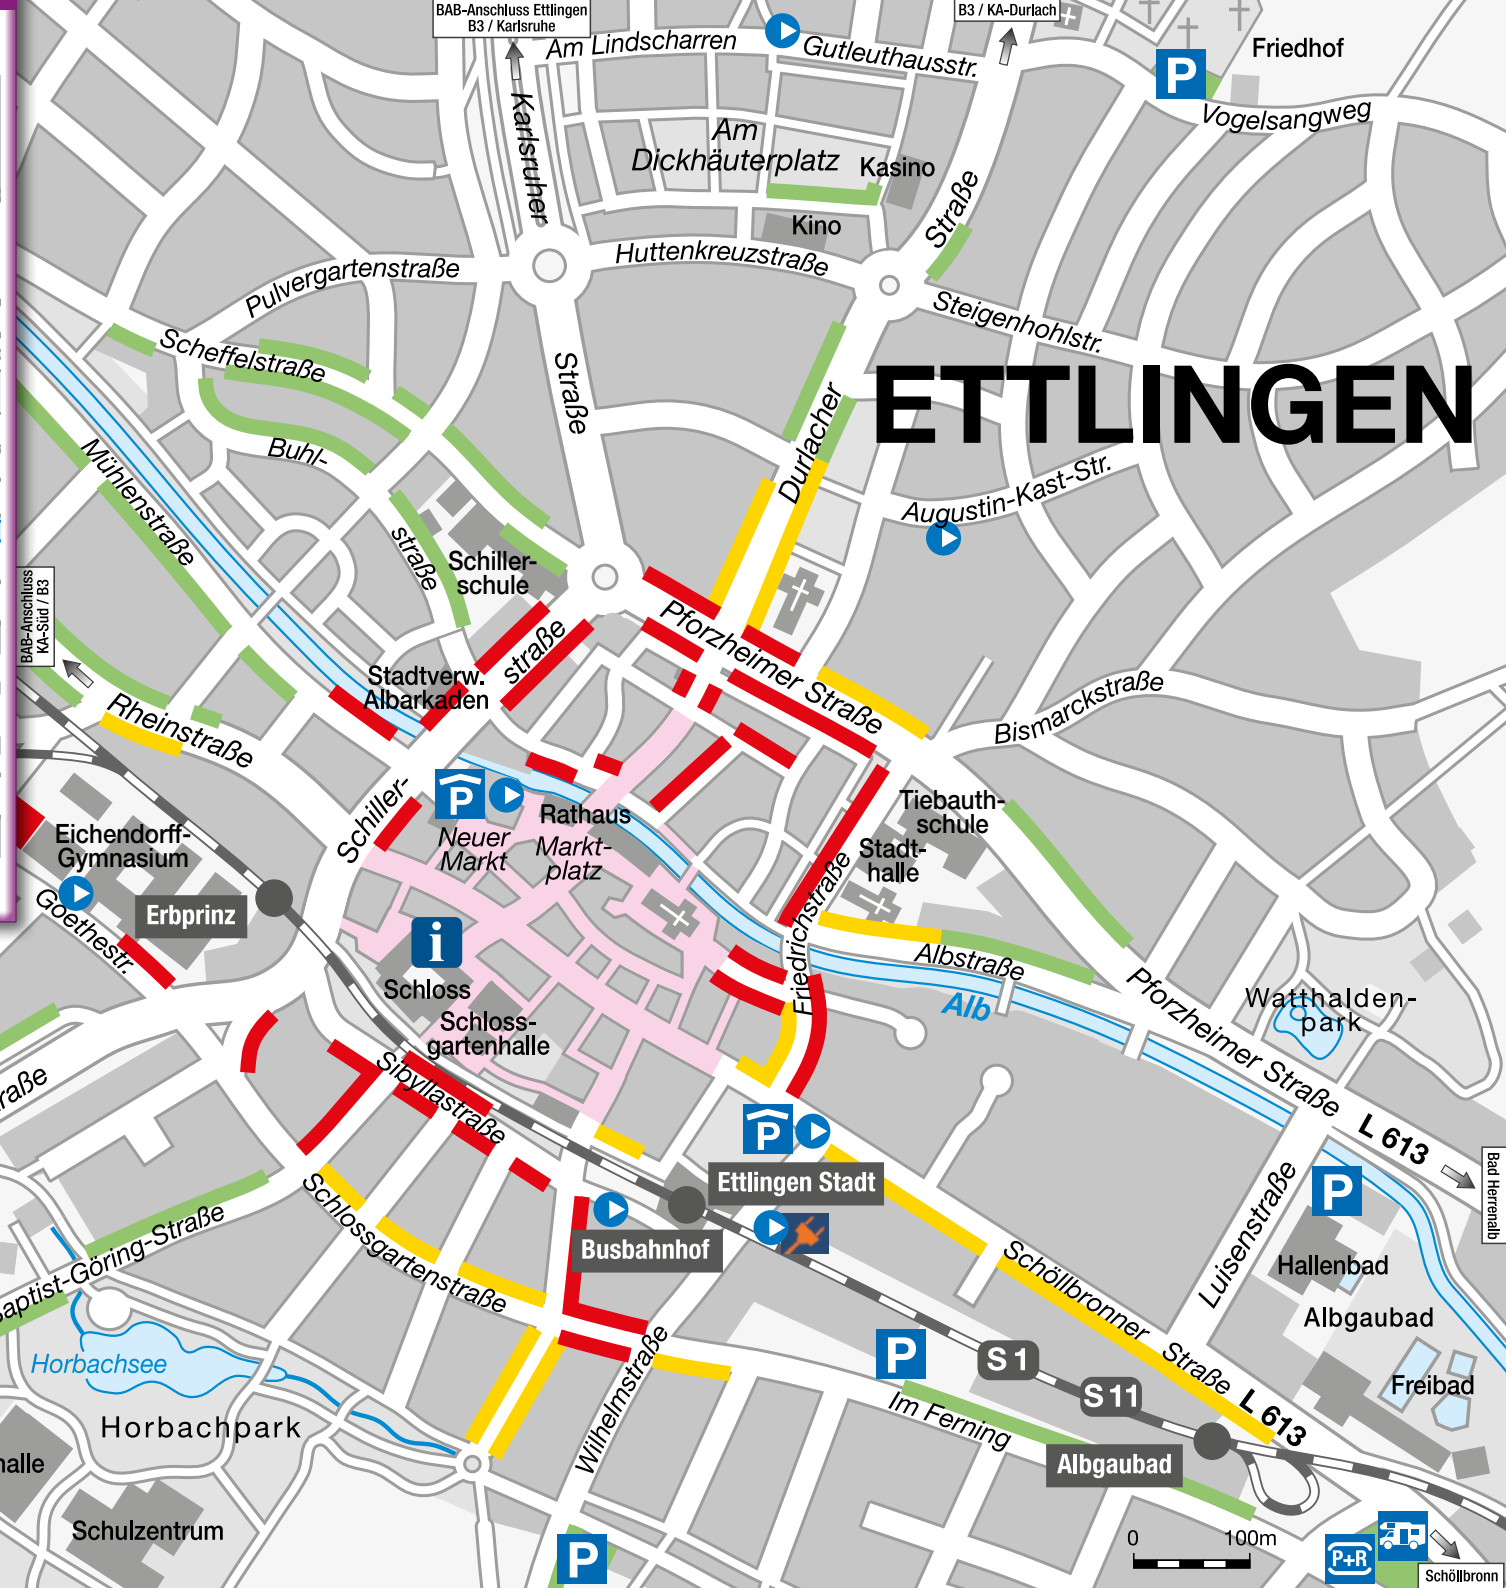 BAB-Anschluss Ettlingen
B3 / Karlsruhe
B3 / KA-Durlach
Am Lindscharren
Gutleuthausstr.
Friedhof
P
Vogelsangweg
Karlsruher
Straße
Am
Dickhäuterplatz
Kasino
Kino
Straße
Huttenkreuzstraße
Pulvergartenstraße
Steigenhohlstr.
Scheffelstraße
ETTLINGEN
Durlacher
Buhl-
straße
Mühlenstraße
Augustin-Kast-Str.
Schiller-
schule
BAB-Anschluss
KA-Süd / B3
Pforzheimer Straße
Stadtverw.
Albarkaden
Schiller-
straße
Rheinstraße
Bismarckstraße
P
Rathaus
Neuer
Markt
Markt-
platz
Tiebauth-
schule
Stadt-
halle
Eichendorff-
Gymnasium
Goethestr.
Erbprinz
Friedrichstraße
Albstraße
Alb
i
Schloss
Schloss-
gartenhalle
Watthalden-
park
Pforzheimer Straße
L 613
Bad Herrenalb
Sibyllastraße
raße
P
Ettlingen Stadt
P
Luisenstraße
Schlossgartenstraße
Baptist-Göring-Straße
Busbahnhof
Hallenbad
Albgaubad
Schöllbronner Straße
L 613
Horbachsee
Wilhelmstraße
P
S 1
S 11
Freibad
Im Ferning
Horbachpark
halle
Albgaubad
Schulzentrum
P
0 100m
P+R
Schöllbronn